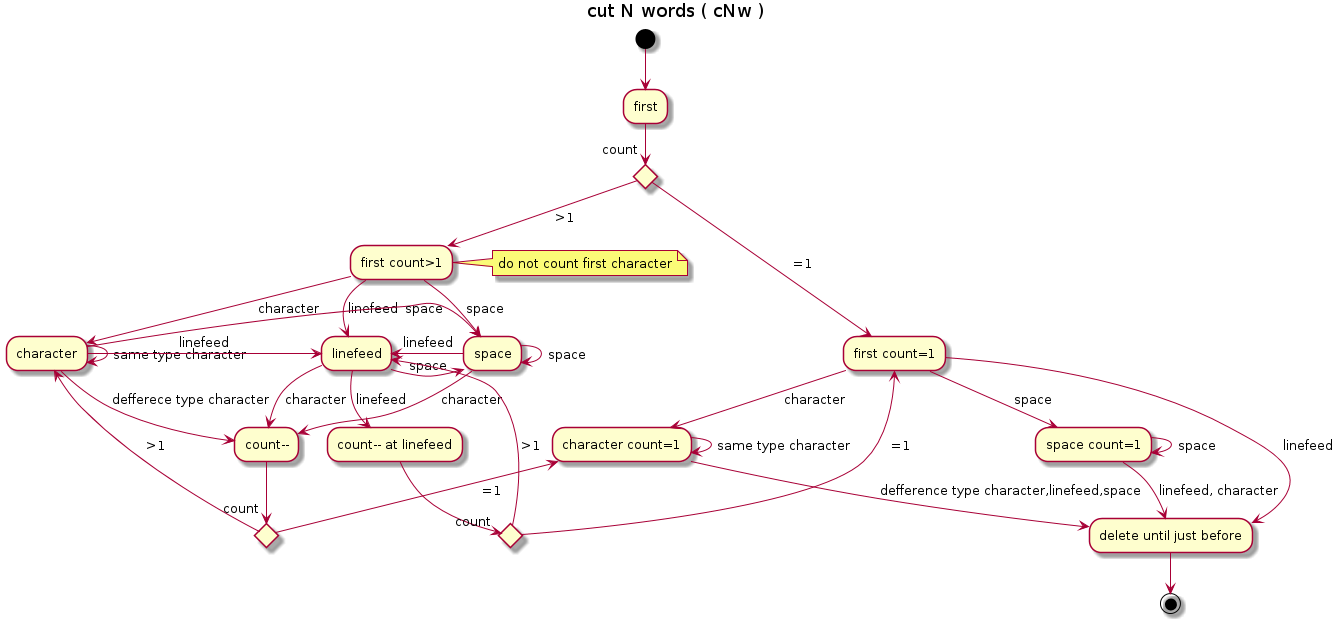 cut N words ( cNw )
first
count
>1
=1
first count>1
do not count first character
character
linefeed
space
space
linefeed
linefeed
character
same type character
linefeed
space
space
space
first count=1
defferece type character
character
linefeed
character
character
space
count--
count-- at linefeed
>1
>1
character count=1
same type character
=1
space count=1
space
linefeed
=1
defference type character,linefeed,space
linefeed, character
count
count
delete until just before